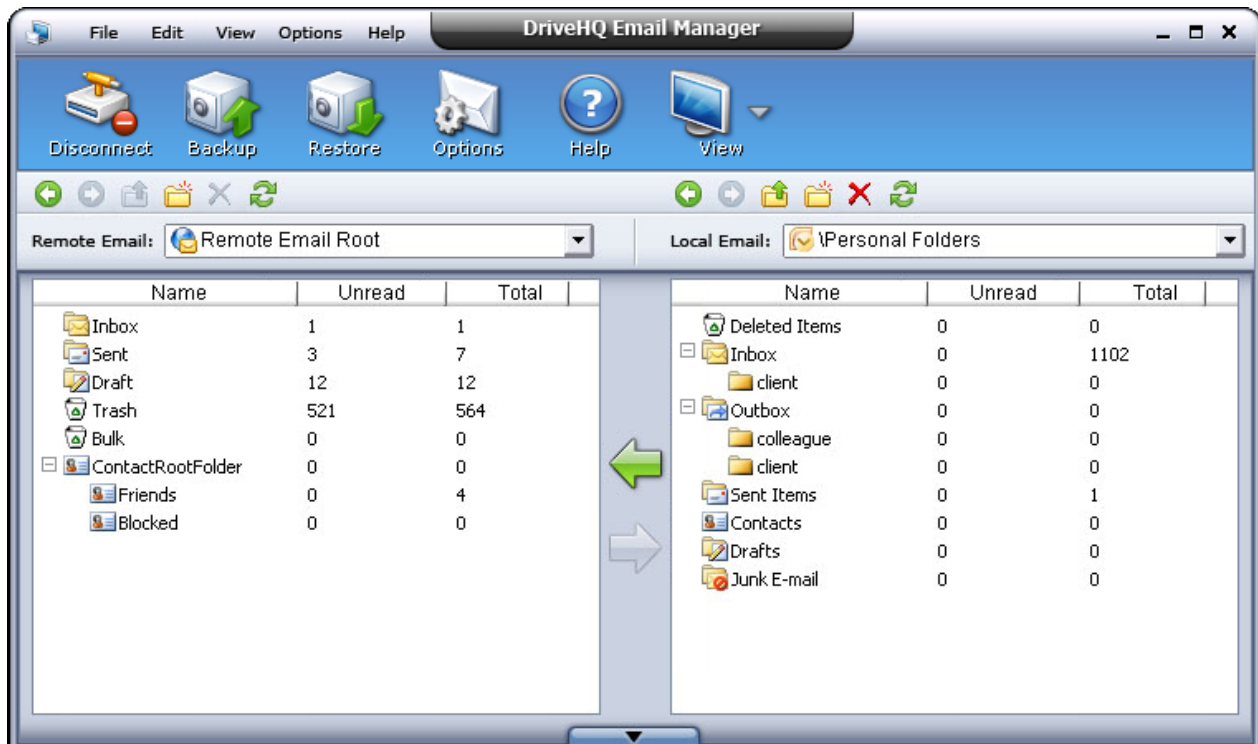 File Edit View Options Help DriveHQ Email Manager
Disconnect Backup Restore Options Help View
Remote Email: Remote Email Root Local Email: \Personal Folders
Name Unread Total Name Unread Total
Inbox 1 1 Deleted Items 0 0
Sent 3 7 Inbox 0 1102
Draft 12 12 client 0 0
Trash 521 564 Outbox 0 0
Bulk 0 0 colleague 0 0
ContactRootFolder 0 0 client 0 0
Friends 0 4 Sent Items 0 1
Blocked 0 0 Contacts 0 0
Drafts 0 0
Junk E-mail 0 0